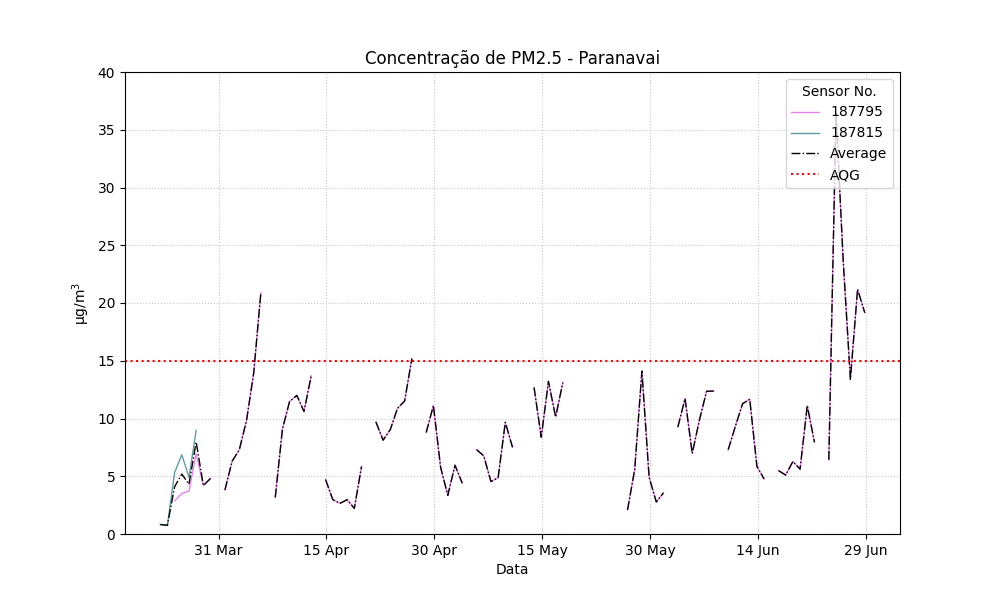 Concentração de PM2.5 - Paranavai
40
35
30
25
20
15
10
5
0
µg/m³
Sensor No.
187795
187815
Average
AQG
31 Mar
15 Apr
30 Apr
15 May
30 May
14 Jun
29 Jun
Data